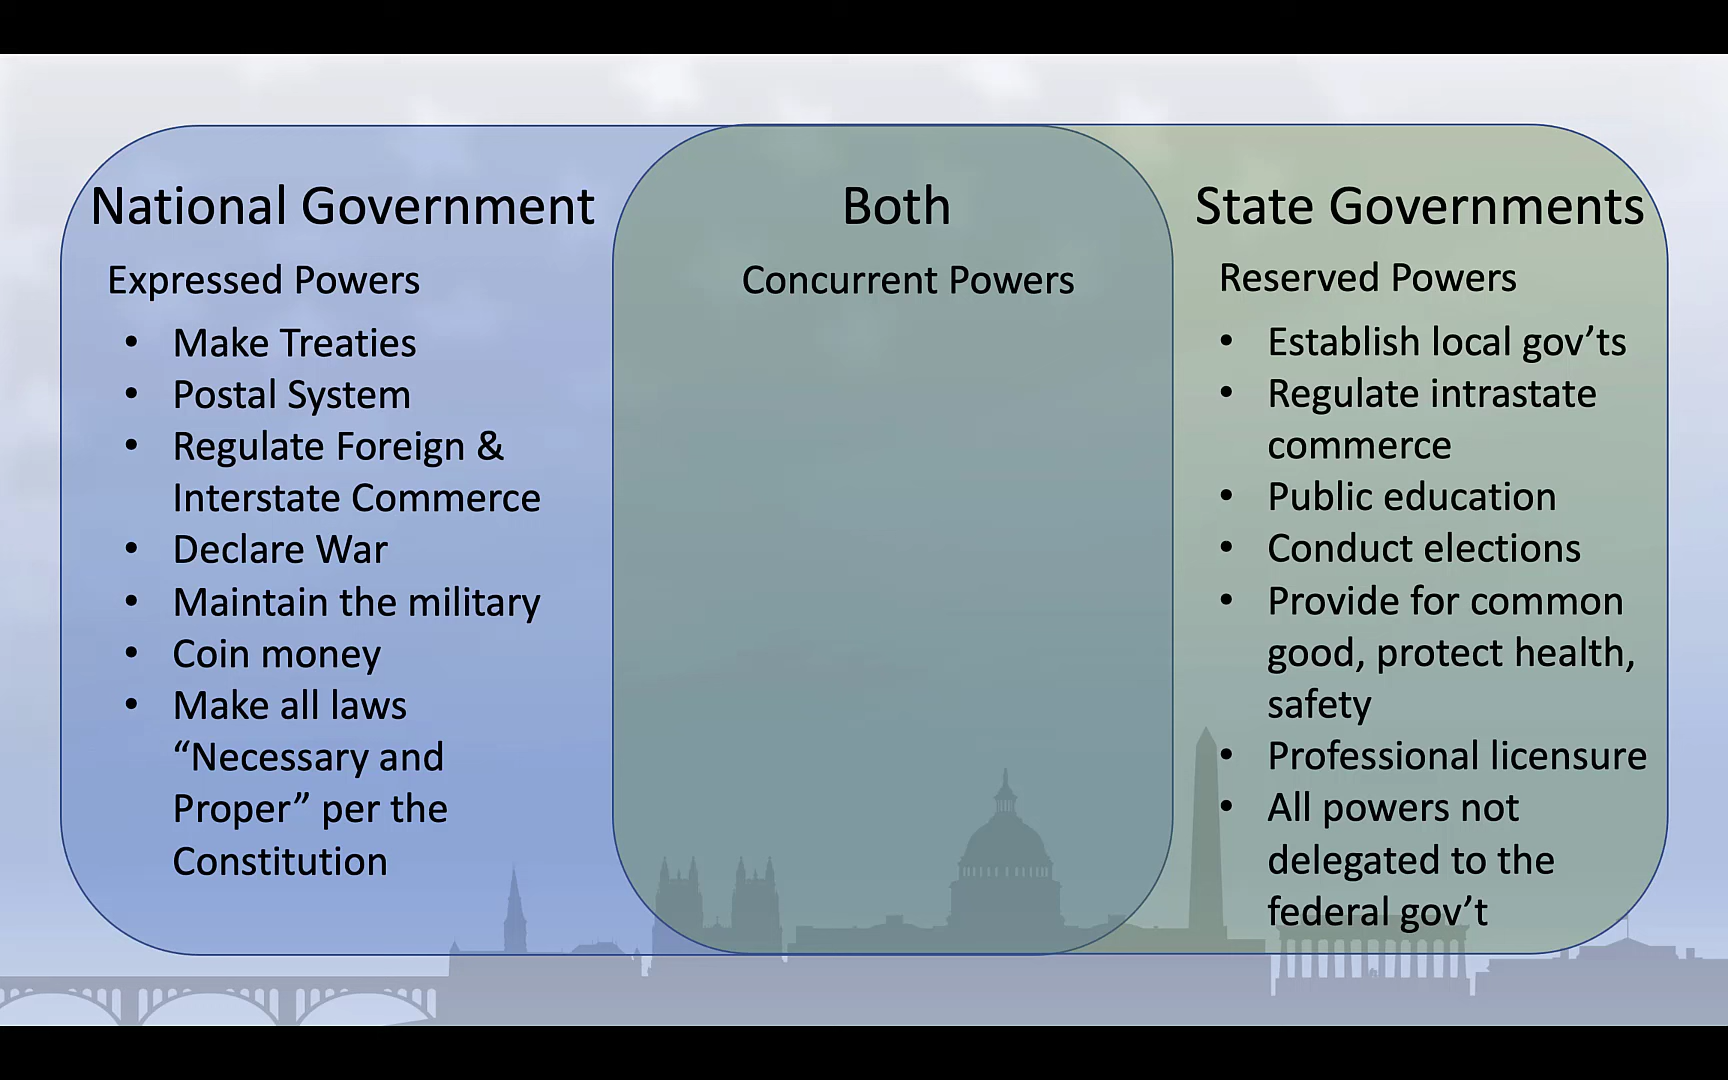 National Government
Expressed Powers
• Make Treaties
• Postal System
• Regulate Foreign &
Interstate Commerce
• Declare War
• Maintain the military
• Coin money
• Make all laws
“Necessary and
Proper” per the
Constitution
Both
Concurrent Powers
State Governments
Reserved Powers
• Establish local gov’ts
• Regulate intrastate
commerce
• Public education
• Conduct elections
• Provide for common
good, protect health,
safety
• Professional licensure
• All powers not
delegated to the
federal gov’t